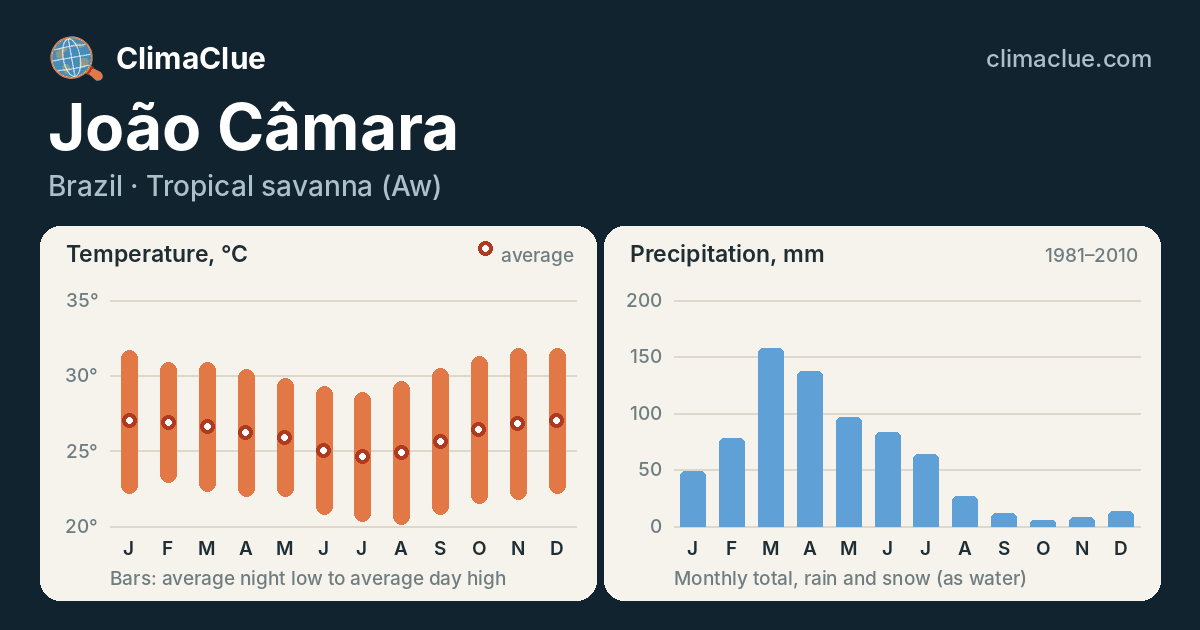 ClimaClue
climaclue.com
João Câmara
Brazil · Tropical savanna (Aw)
Temperature, °C
average
35°
30°
25°
20°
J F M A M J J A S O N D
Bars: average night low to average day high
Precipitation, mm
1981–2010
200
150
100
50
0
J F M A M J J A S O N D
Monthly total, rain and snow (as water)